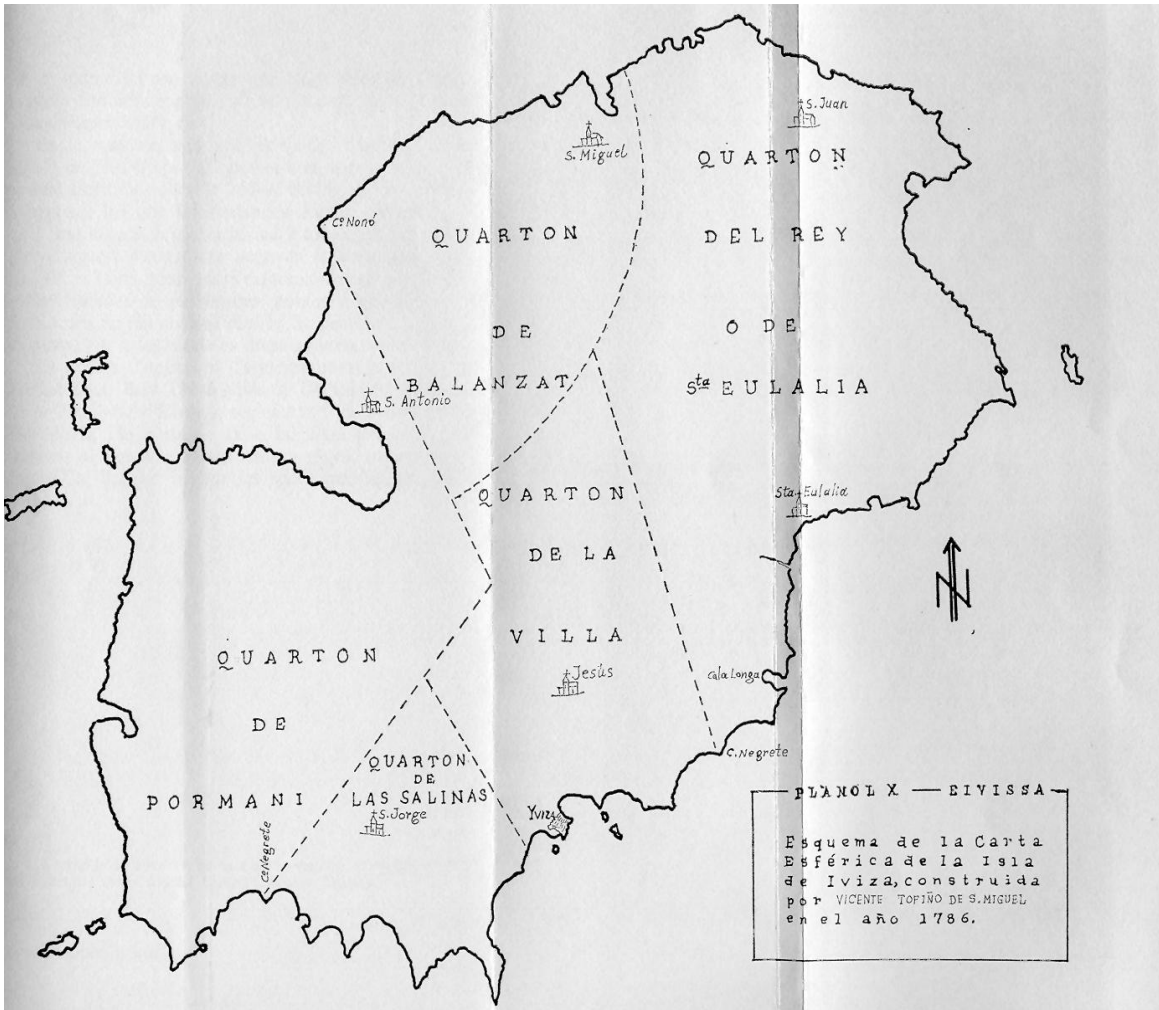 S. Juan
S. Miguel
QUARTON
DEL REY
O DE
Sta EULALIA
Cº Nonó
QUARTON
DE
BALANZAT
S. Antonio
Sta Eulalia
QUARTON
DE LA
VILLA
Jesús
Cala Longa
C. Negrete
QUARTON
DE
PORMANI
Cº Negrete
QUARTON
DE
LAS SALINAS
S. Jorge
Yviza
N
PLANOL X — EIVISSA
Esquema de la Carta
Esférica de la Isla
de Iviza, construida
por VICENTE TOFIÑO DE S. MIGUEL
en el año 1786.